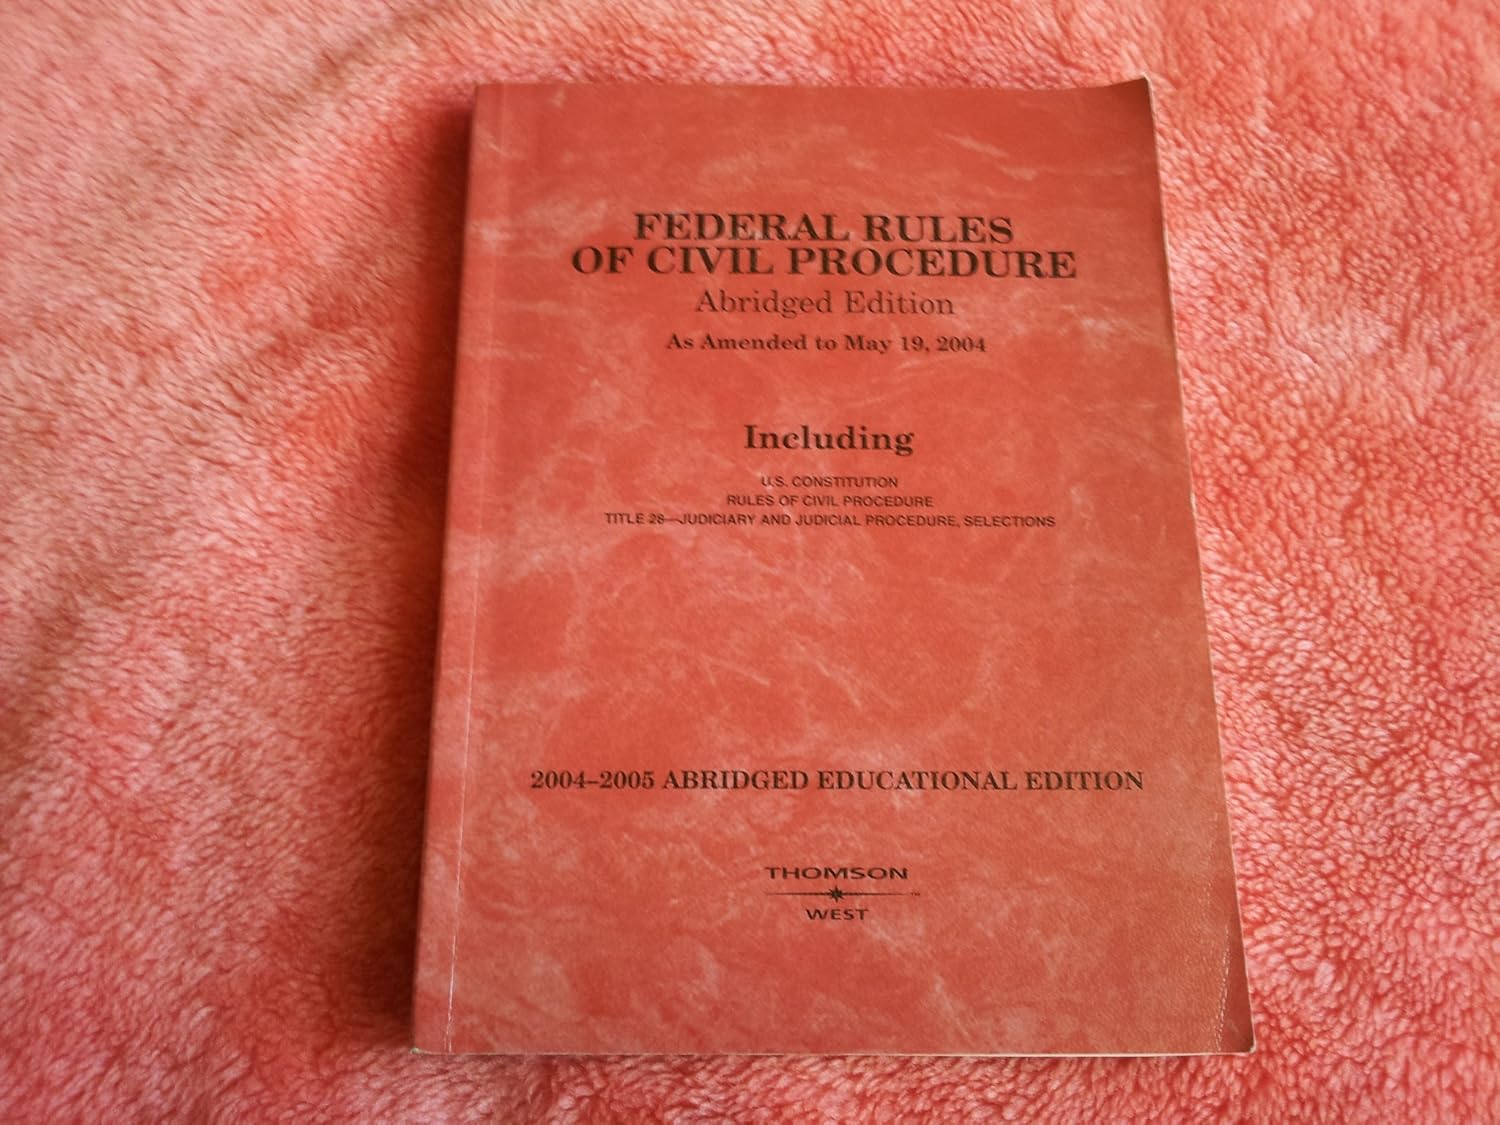 FEDERAL RULES
OF CIVIL PROCEDURE
Abridged Edition
As Amended to May 19, 2004
Including
U.S. CONSTITUTION
RULES OF CIVIL PROCEDURE
TITLE 28—JUDICIARY AND JUDICIAL PROCEDURE, SELECTIONS
2004–2005 ABRIDGED EDUCATIONAL EDITION
THOMSON
™
WEST